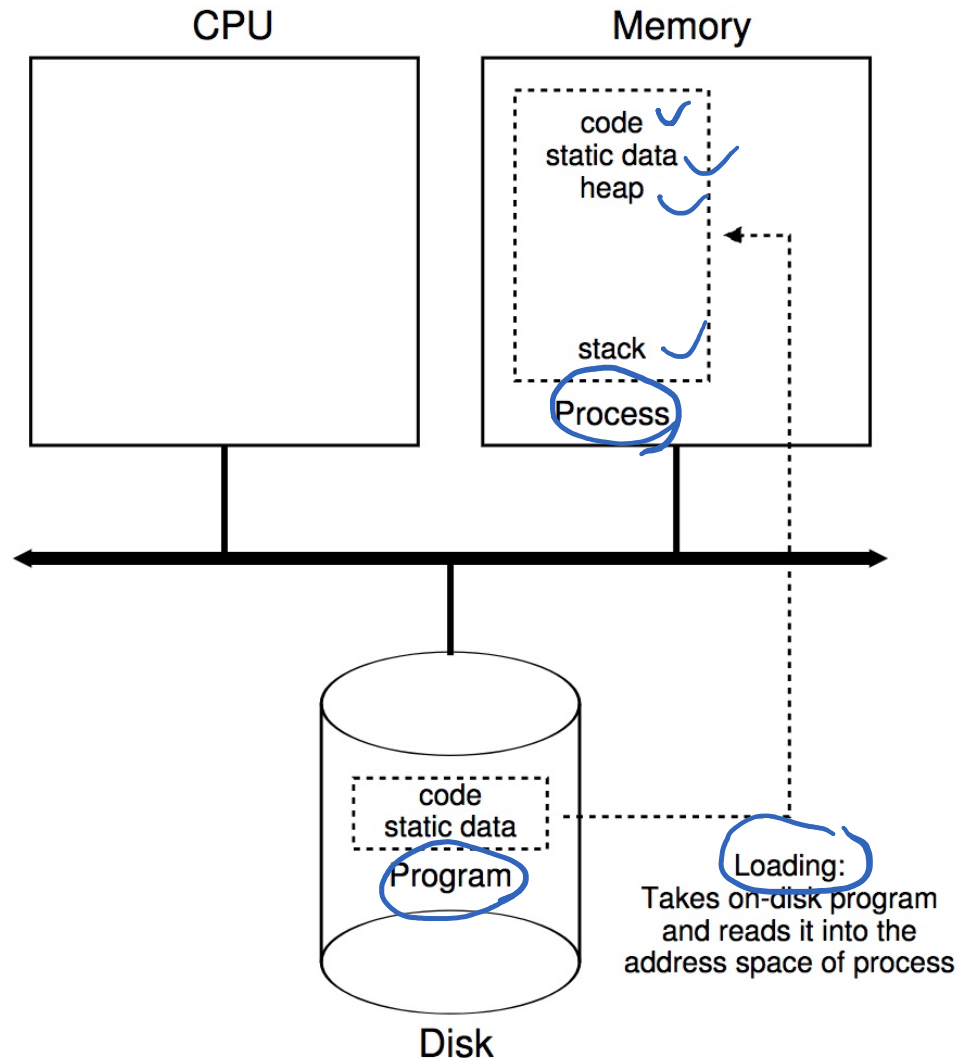 CPU
Memory
code
static data
heap
stack
Process
code
static data
Program
Loading:
Takes on-disk program
and reads it into the
address space of process
Disk